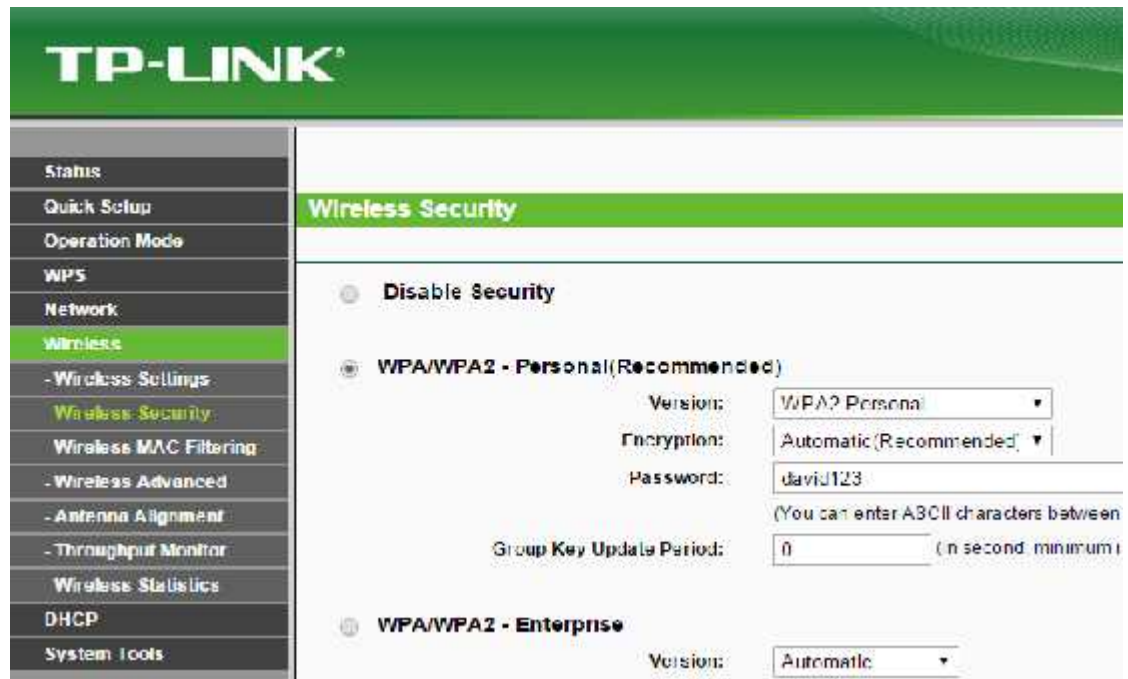 TP-LINK®
Status
Quick Setup
Operation Mode
WPS
Network
Wireless
- Wireless Settings
Wireless Security
Wireless MAC Filtering
- Wireless Advanced
- Antenna Alignment
- Throughput Monitor
Wireless Statistics
DHCP
System Tools
Wireless Security
Disable Security
WPA/WPA2 - Personal(Recommended)
Version: WPA2 Personal
Encryption: Automatic(Recommended)
Password: david123
(You can enter ASCII characters between
Group Key Update Period: 0 (in second, minimum i
WPA/WPA2 - Enterprise
Version: Automatic